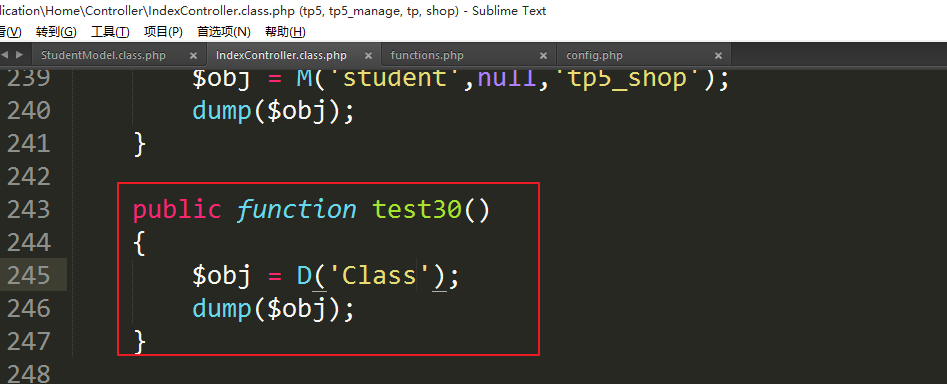 lication\Home\Controller\IndexController.class.php (tp5, tp5_manage, tp, shop) - Sublime Text
看(V) 转到(G) 工具(T) 项目(P) 首选项(N) 帮助(H)
StudentModel.class.php × IndexController.class.php × functions.php × config.php ×
239 $obj = M('student',null,'tp5_shop');
240 dump($obj);
241 }
242
243 public function test30()
244 {
245 $obj = D('Class');
246 dump($obj);
247 }
248